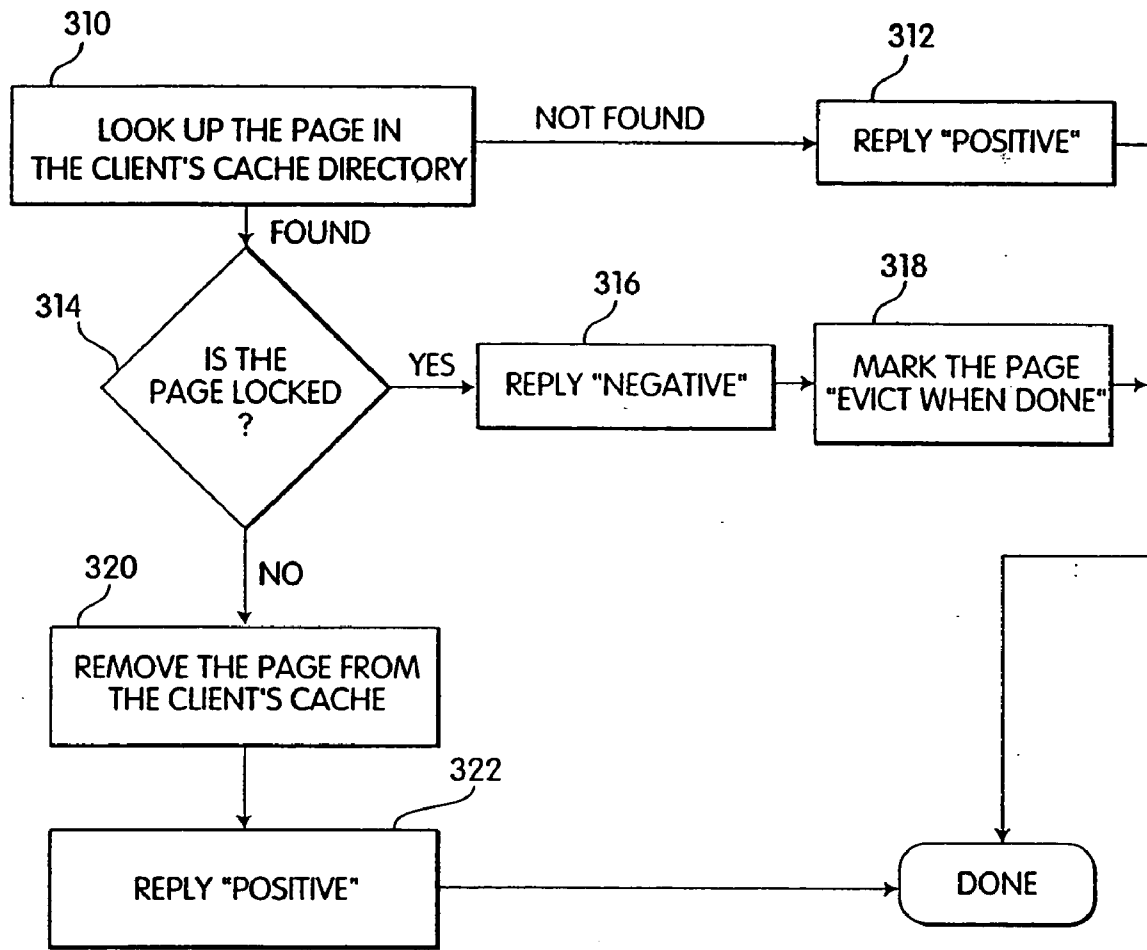 310
LOOK UP THE PAGE IN
THE CLIENT'S CACHE DIRECTORY
NOT FOUND
312
REPLY "POSITIVE"
FOUND
314
IS THE
PAGE LOCKED
?
YES
316
REPLY "NEGATIVE"
318
MARK THE PAGE
"EVICT WHEN DONE"
NO
320
REMOVE THE PAGE FROM
THE CLIENT'S CACHE
322
REPLY "POSITIVE"
DONE